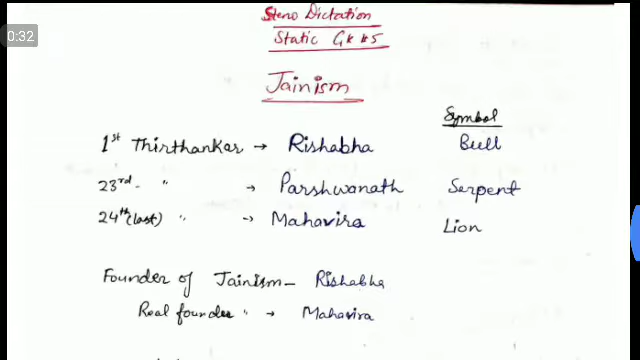 0:32
Steno Dictation
Static Gk #5
Jainism
Symbol
1st Thirthankar → Rishabha Bull
23rd - " → Parshwanath Serpent
24th (last) " → Mahavira Lion
Founder of Jainism - Rishabha
Real founder " → Mahavira